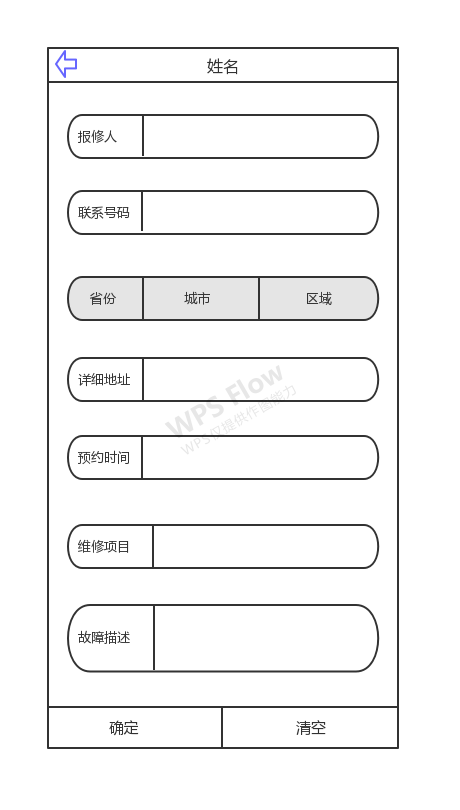 姓名
报修人
联系号码
省份 城市 区域
详细地址
WPS Flow
WPS仅提供作图能力
预约时间
维修项目
故障描述
确定 清空